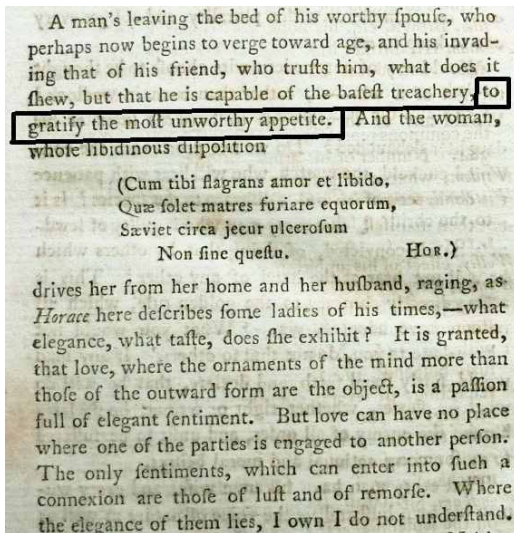 A man's leaving the bed of his worthy ſpouſe, who
perhaps now begins to verge toward age, and his invad-
ing that of his friend, who truſts him, what does it
ſhew, but that he is capable of the baſeſt treachery, to
gratify the moſt unworthy appetite. And the woman,
whoſe libidinous diſpoſition
(Cum tibi flagrans amor et libido,
Quæ ſolet matres furiare equorum,
Sæviet circa jecur ulceroſum
Non ſine queſtu. HOR.)
drives her from her home and her huſband, raging, as
Horace here deſcribes ſome ladies of his times,—what
elegance, what taſte, does ſhe exhibit? It is granted,
that love, where the ornaments of the mind more than
thoſe of the outward form are the object, is a paſſion
full of elegant ſentiment. But love can have no place
where one of the parties is engaged to another perſon.
The only ſentiments, which can enter into ſuch a
connexion are thoſe of luſt and of remorſe. Where
the elegance of them lies, I own I do not underſtand.